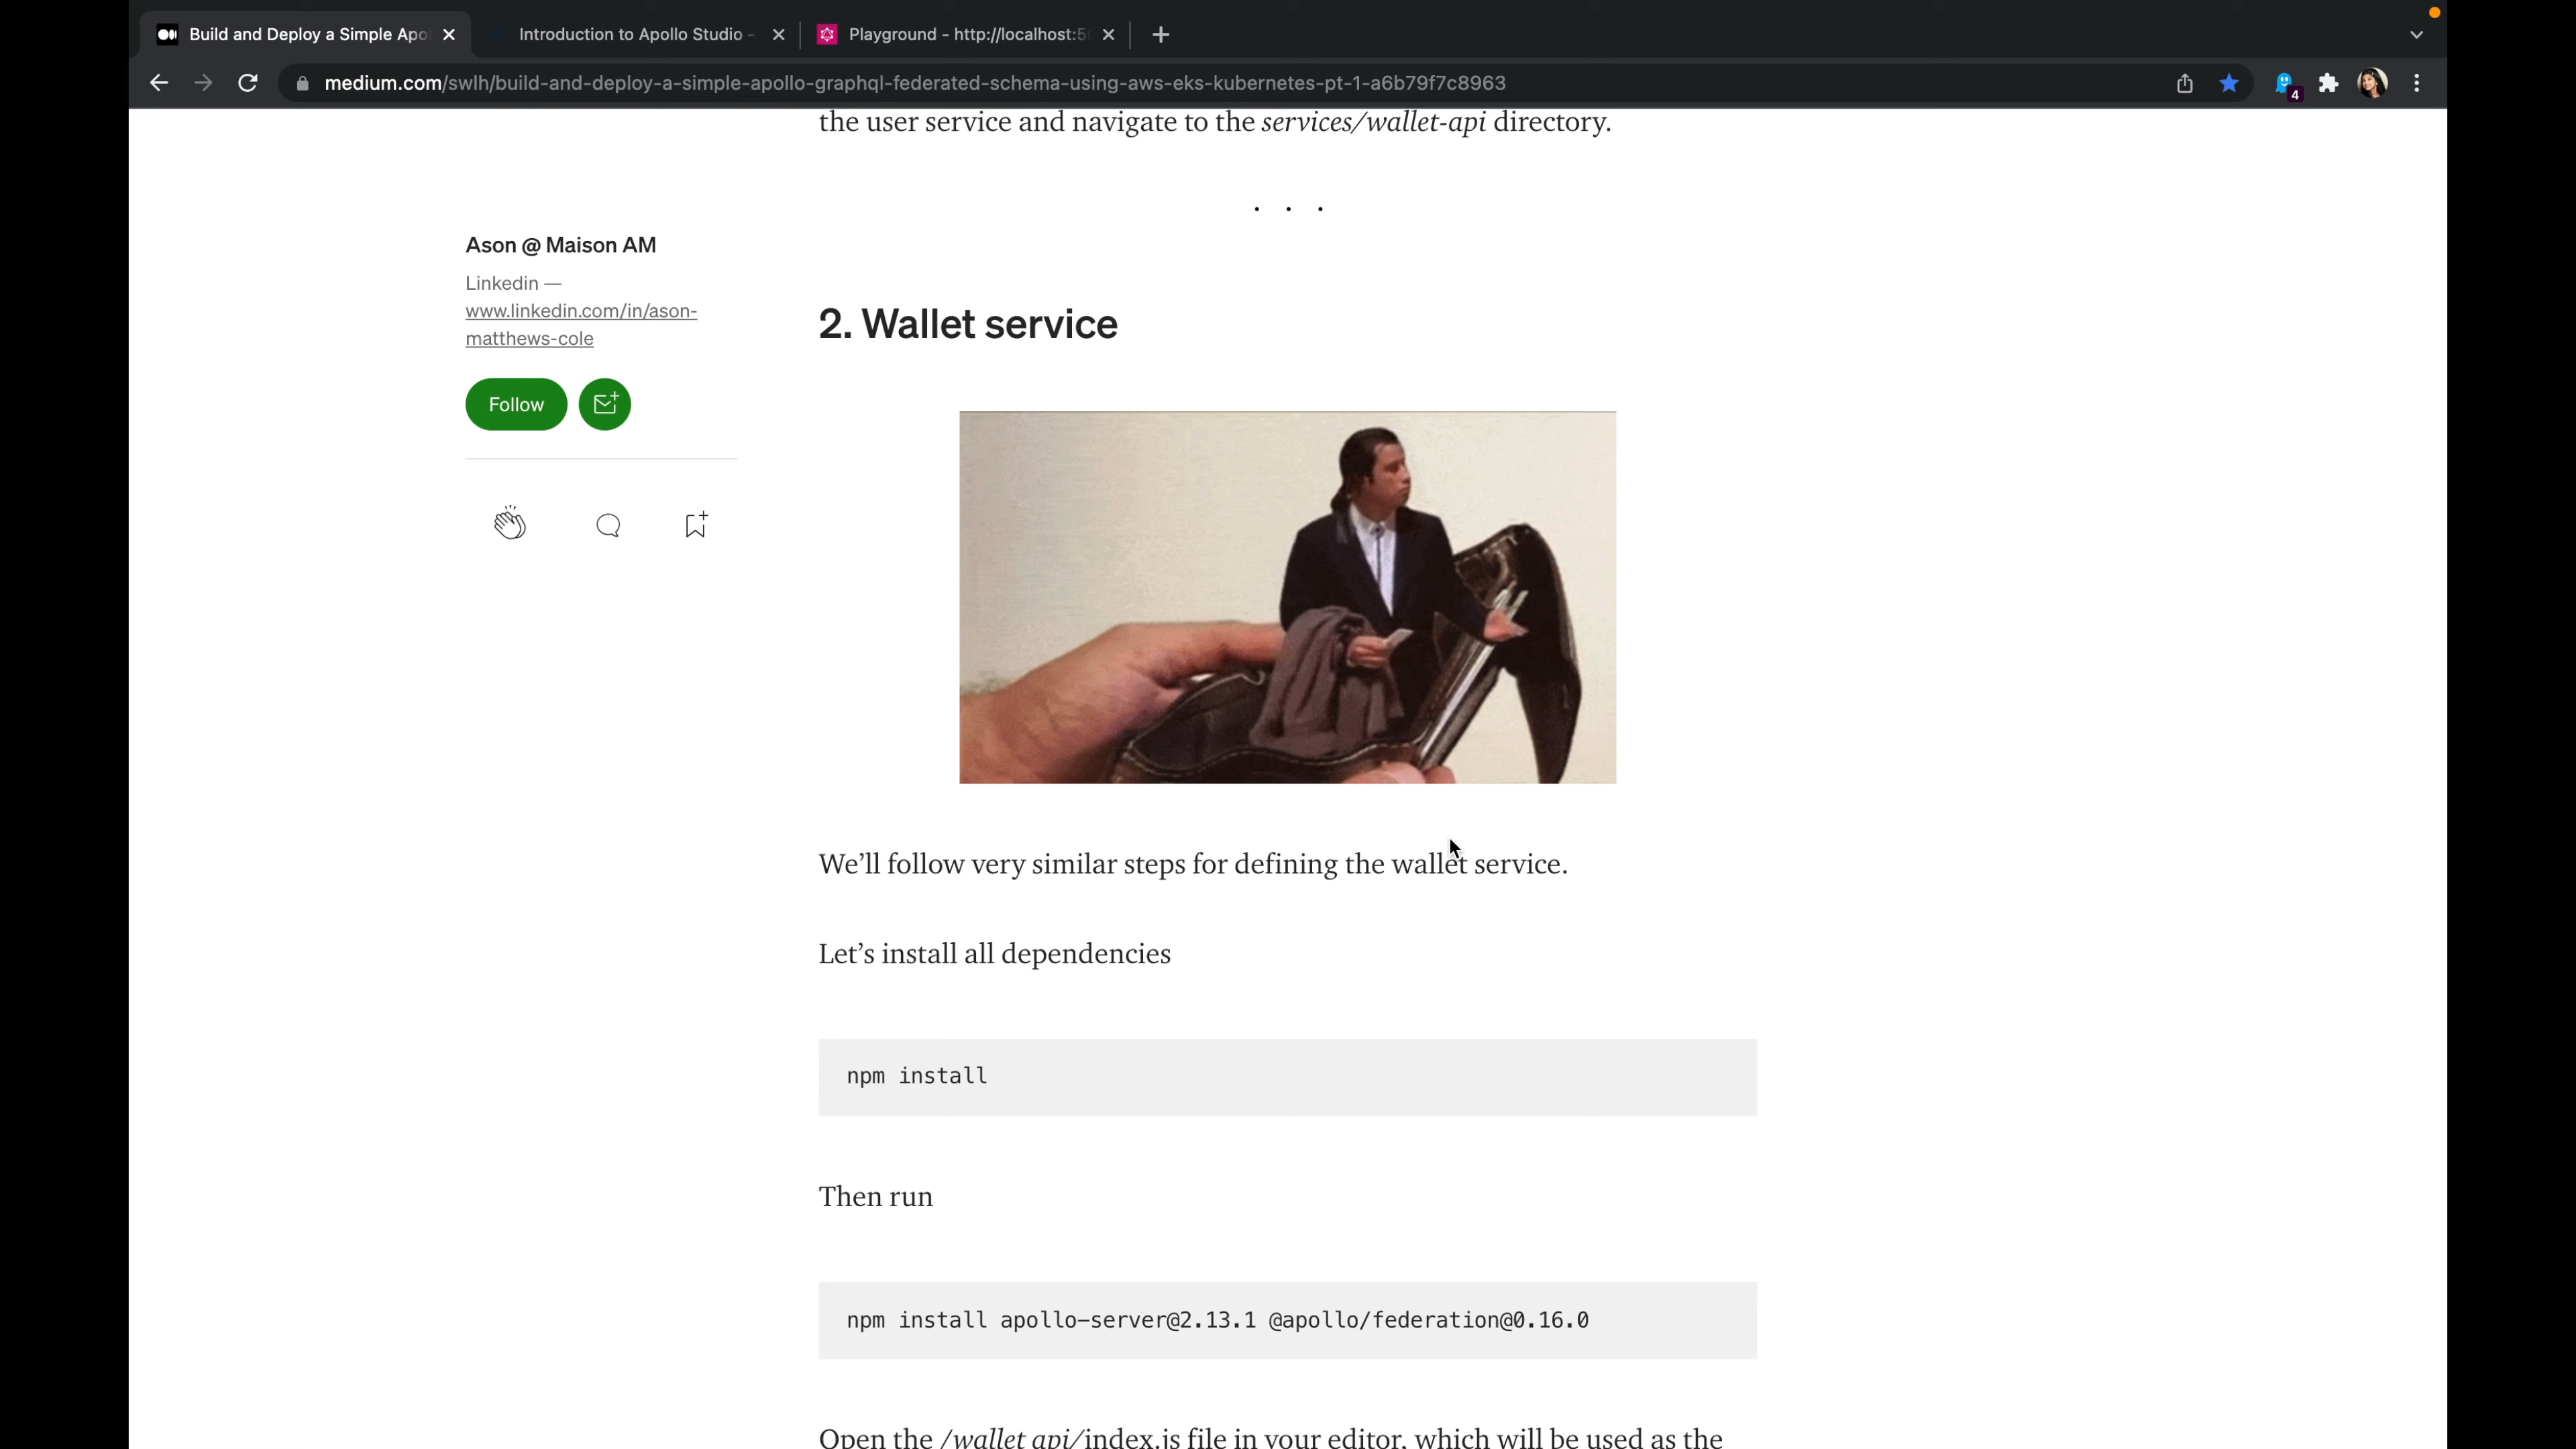 Build and Deploy a Simple Apo
Introduction to Apollo Studio -
Playground - http://localhost:5
medium.com/swlh/build-and-deploy-a-simple-apollo-graphql-federated-schema-using-aws-eks-kubernetes-pt-1-a6b79f7c8963
4
the user service and navigate to the services/wallet-api directory.
. . .
Ason @ Maison AM
Linkedin —
www.linkedin.com/in/ason-
matthews-cole
Follow
2. Wallet service
We’ll follow very similar steps for defining the wallet service.
Let’s install all dependencies
npm install
Then run
npm install apollo-server@2.13.1 @apollo/federation@0.16.0
Open the /wallet api/index.js file in your editor, which will be used as the